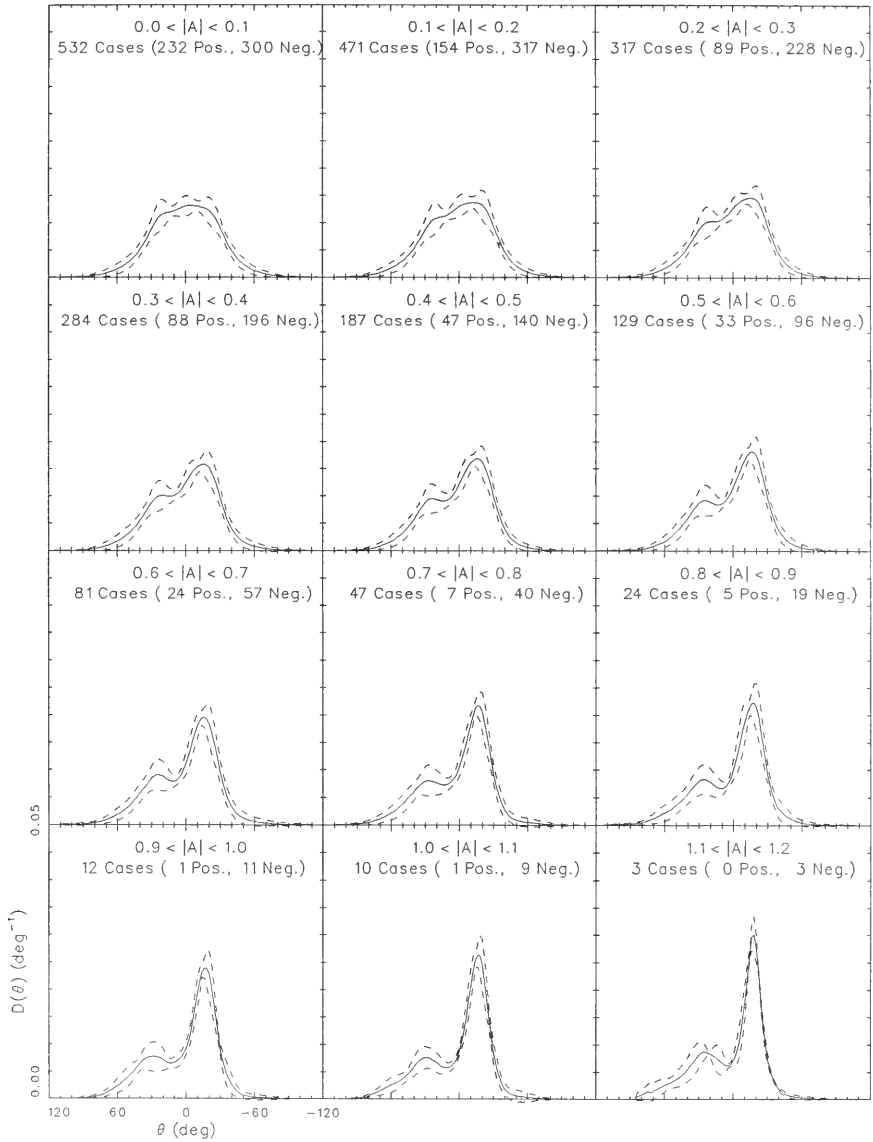 0.0 < |A| < 0.1
532 Cases (232 Pos., 300 Neg.)
0.1 < |A| < 0.2
471 Cases (154 Pos., 317 Neg.)
0.2 < |A| < 0.3
317 Cases ( 89 Pos., 228 Neg.)
0.3 < |A| < 0.4
284 Cases ( 88 Pos., 196 Neg.)
0.4 < |A| < 0.5
187 Cases ( 47 Pos., 140 Neg.)
0.5 < |A| < 0.6
129 Cases ( 33 Pos., 96 Neg.)
0.6 < |A| < 0.7
81 Cases ( 24 Pos., 57 Neg.)
0.7 < |A| < 0.8
47 Cases ( 7 Pos., 40 Neg.)
0.8 < |A| < 0.9
24 Cases ( 5 Pos., 19 Neg.)
0.9 < |A| < 1.0
12 Cases ( 1 Pos., 11 Neg.)
1.0 < |A| < 1.1
10 Cases ( 1 Pos., 9 Neg.)
1.1 < |A| < 1.2
3 Cases ( 0 Pos., 3 Neg.)
0.05
D(θ) (deg⁻¹)
0.00
120 60 0 -60 -120
θ (deg)